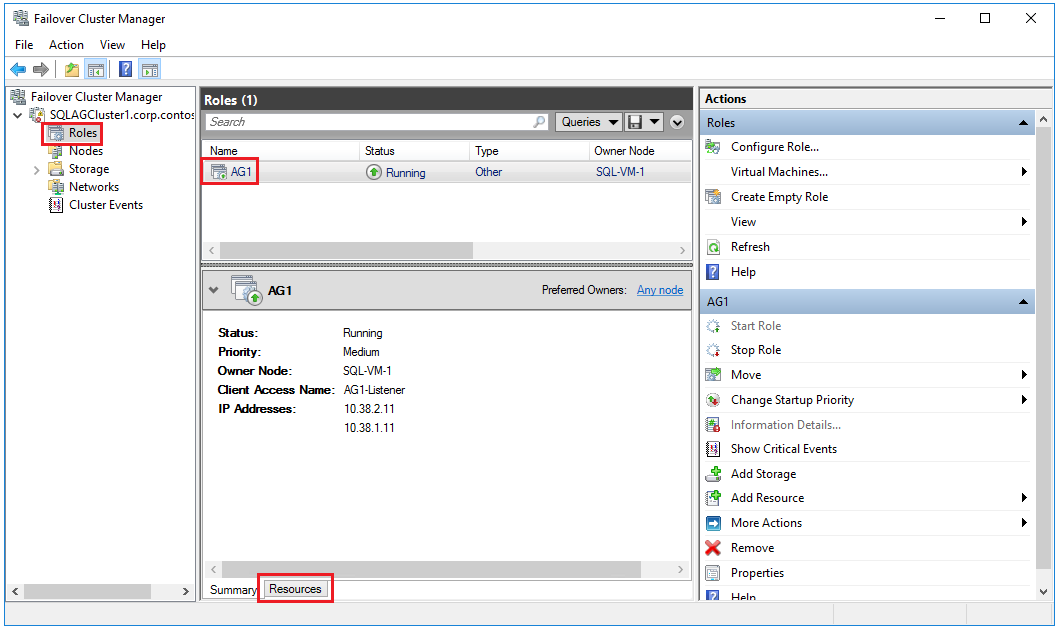 Failover Cluster Manager
File Action View Help
Failover Cluster Manager
SQLAGCluster1.corp.contos
Roles
Nodes
Storage
Networks
Cluster Events
Roles (1)
Search
Queries
Name Status Type Owner Node
AG1 Running Other SQL-VM-1
AG1 Preferred Owners: Any node
Status: Running
Priority: Medium
Owner Node: SQL-VM-1
Client Access Name: AG1-Listener
IP Addresses: 10.38.2.11
10.38.1.11
Summary Resources
Actions
Roles
Configure Role...
Virtual Machines...
Create Empty Role
View
Refresh
Help
AG1
Start Role
Stop Role
Move
Change Startup Priority
Information Details...
Show Critical Events
Add Storage
Add Resource
More Actions
Remove
Properties
Help